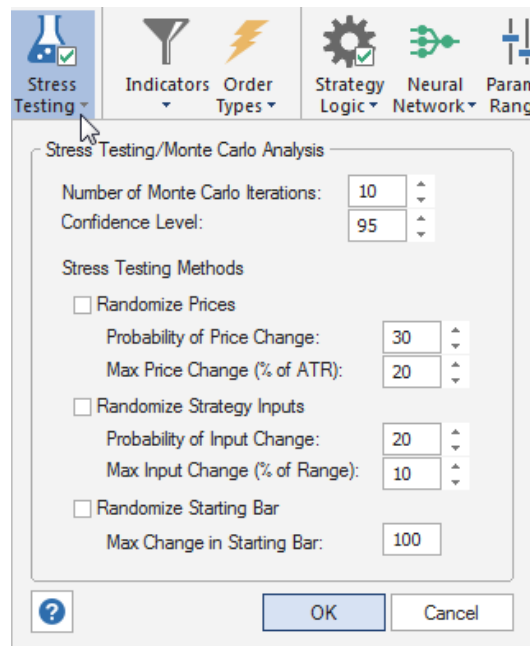 Stress Testing
Indicators
Order Types
Strategy Logic
Neural Network
Stress Testing/Monte Carlo Analysis
Number of Monte Carlo Iterations: 10
Confidence Level: 95
Stress Testing Methods
Randomize Prices
Probability of Price Change: 30
Max Price Change (% of ATR): 20
Randomize Strategy Inputs
Probability of Input Change: 20
Max Input Change (% of Range): 10
Randomize Starting Bar
Max Change in Starting Bar: 100
?
OK
Cancel